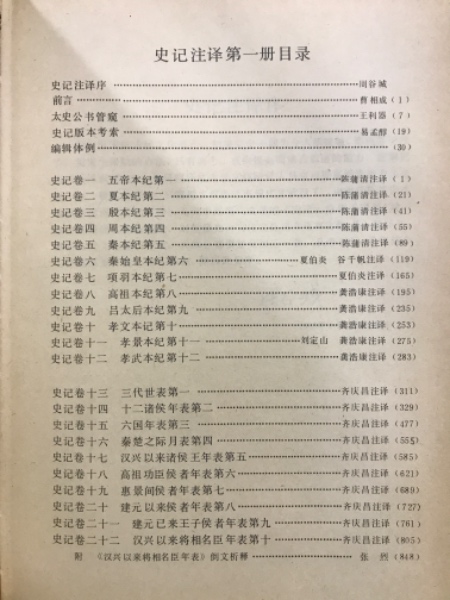 史记注译第一册目录
史记注译序 周谷城
前言 曹相成 (1)
太史公书管窥 王利器 (7)
史记版本考索 易孟醇 (19)
编辑体例 (30)
史记卷一 五帝本纪第一 陈蒲清注译 (1)
史记卷二 夏本纪第二 陈蒲清注译 (21)
史记卷三 殷本纪第三 陈蒲清注译 (41)
史记卷四 周本纪第四 陈蒲清注译 (55)
史记卷五 秦本纪第五 陈蒲清注译 (89)
史记卷六 秦始皇本纪第六 夏伯炎 谷千帆注译 (119)
史记卷七 项羽本纪第七 夏伯炎注译 (165)
史记卷八 高祖本纪第八 龚浩康注译 (195)
史记卷九 吕太后本纪第九 龚浩康注译 (235)
史记卷十 孝文本记第十 龚浩康注译 (253)
史记卷十一 孝景本纪第十一 刘定山 龚浩康注译 (275)
史记卷十二 孝武本纪第十二 龚浩康注译 (283)
史记卷十三 三代世表第一 齐庆昌注译 (311)
史记卷十四 十二诸侯年表第二 齐庆昌注译 (329)
史记卷十五 六国年表第三 齐庆昌注译 (477)
史记卷十六 秦楚之际月表第四 齐庆昌注译 (555)
史记卷十七 汉兴以来诸侯王年表第五 齐庆昌注译 (585)
史记卷十八 高祖功臣侯者年表第六 齐庆昌注译 (621)
史记卷十九 惠景间侯者年表第七 齐庆昌注译 (689)
史记卷二十 建元以来侯者年表第八 齐庆昌注译 (727)
史记卷二十一 建元已来王子侯者年表第九 齐庆昌注译 (761)
史记卷二十二 汉兴以来将相名臣年表第十 齐庆昌注译 (805)
附 《汉兴以来将相名臣年表》倒文析释 张烈 (848)